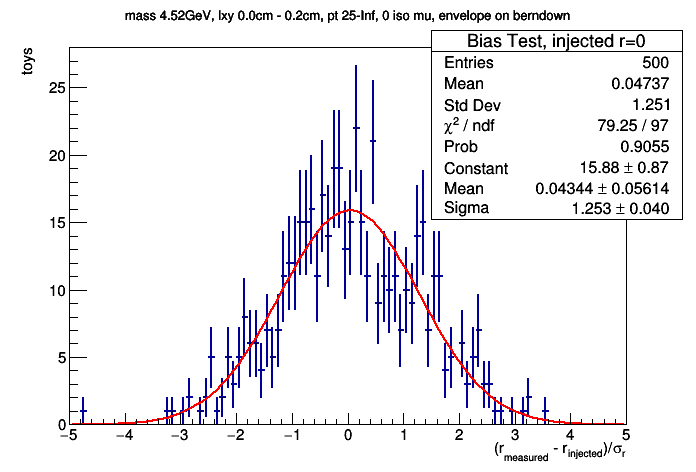 mass 4.52GeV, lxy 0.0cm - 0.2cm, pt 25-Inf, 0 iso mu, envelope on berndown
toys
Bias Test, injected r=0
Entries 500
Mean 0.04737
Std Dev 1.251
χ² / ndf 79.25 / 97
Prob 0.9055
Constant 15.88 ± 0.87
Mean 0.04344 ± 0.05614
Sigma 1.253 ± 0.040
25
20
15
10
5
0
−5 −4 −3 −2 −1 0 1 2 3 4 5
(r_measured - r_injected)/σ_r